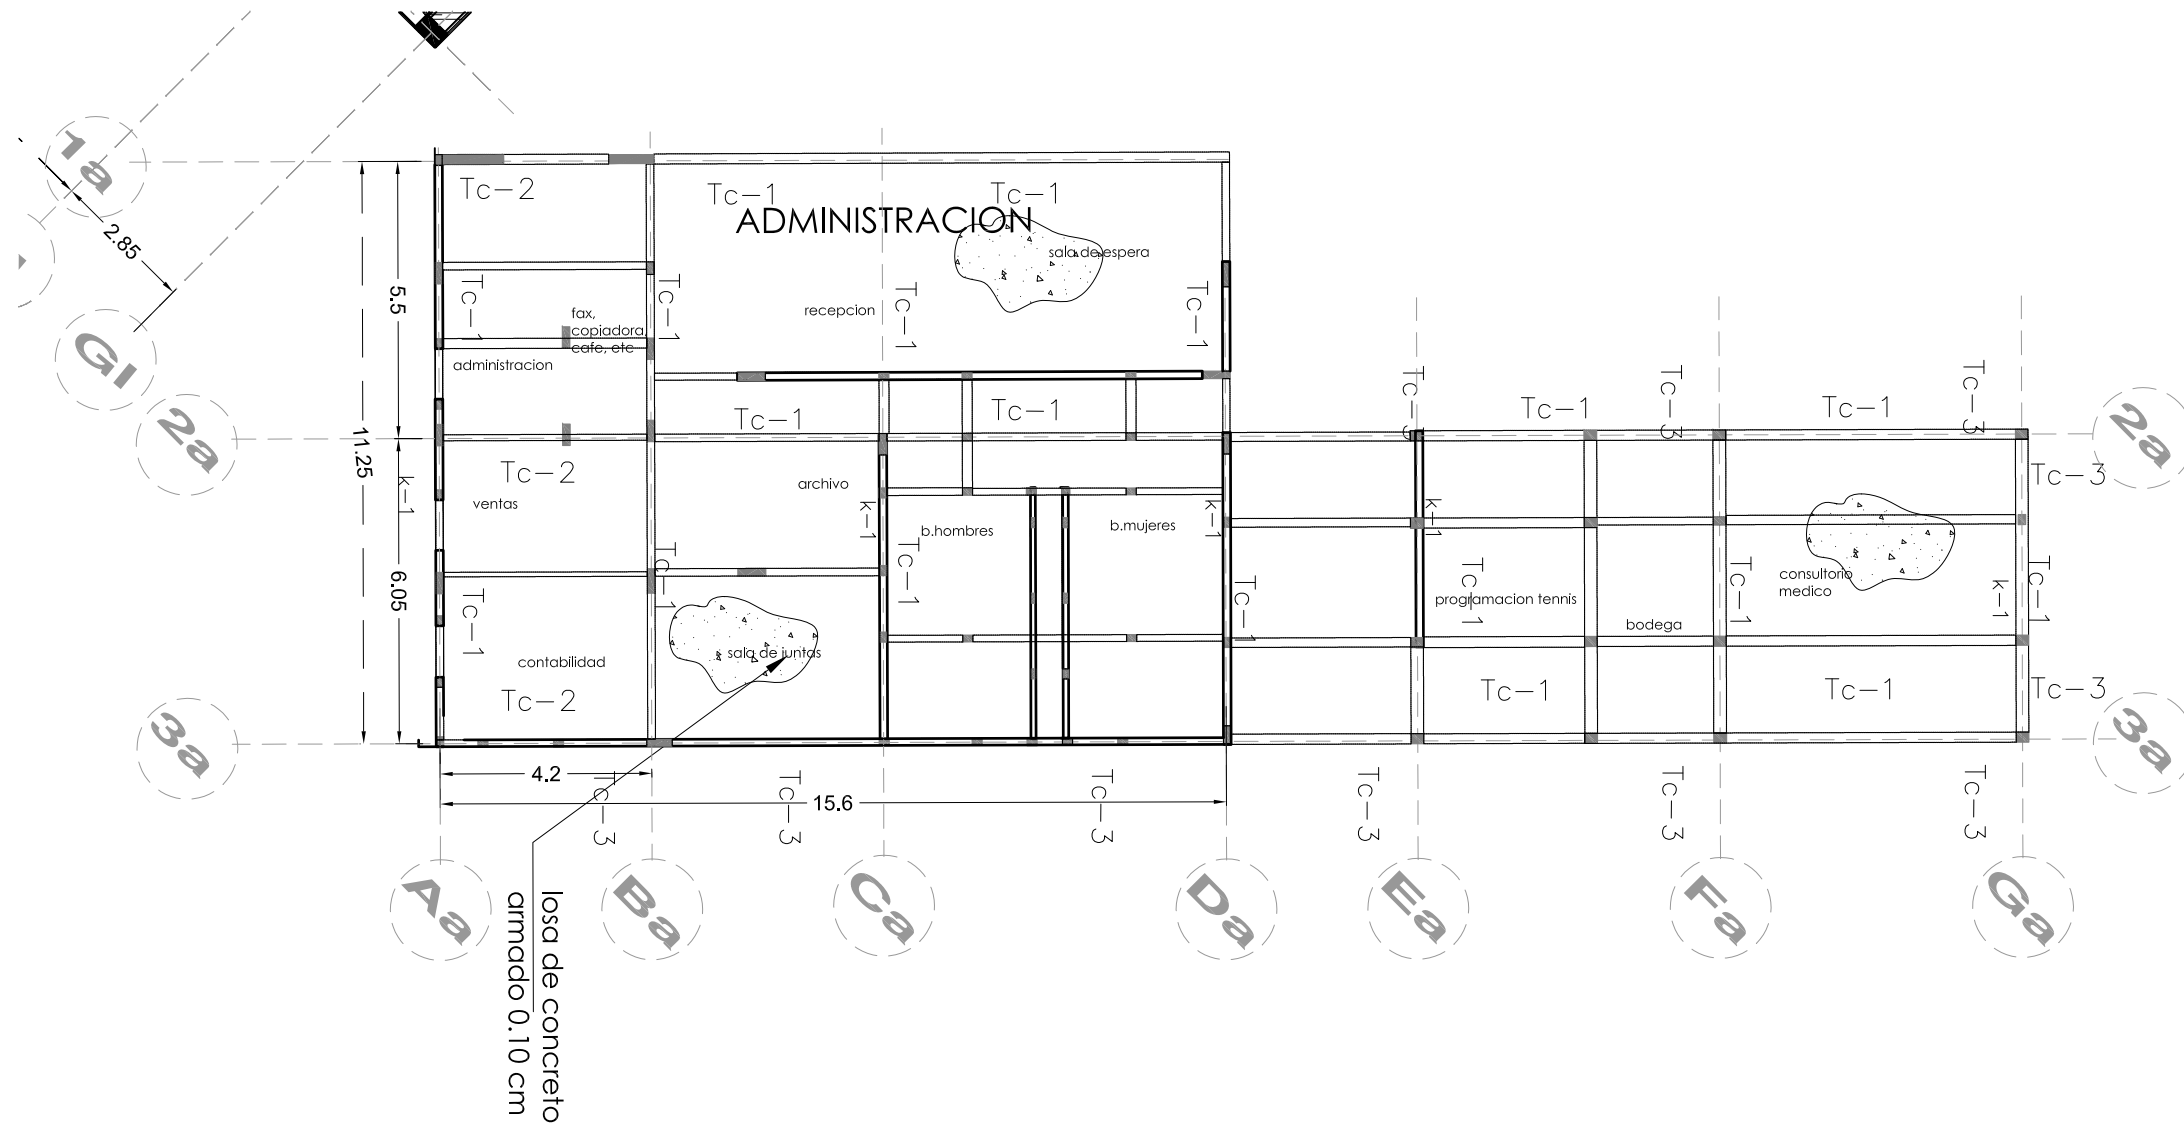 1a
2.85
GI
2a
3a
11.25
5.5
6.05
k-1
Tc-2
Tc-1
Tc-1
ADMINISTRACION
sala de espera
Tc-1
fax,
copiadora,
cafe, etc
Tc-1
recepcion
Tc-1
Tc-1
administracion
Tc-1
Tc-1
Tc-2
ventas
archivo
k-1
b.hombres
b.mujeres
k-1
Tc-1
Tc-1
Tc-1
Tc-1
contabilidad
Tc-2
sala de juntas
Tc-3
Tc-1
Tc-3
Tc-1
Tc-3
2a
Tc-3
k-1
Tc-1
programacion tennis
bodega
Tc-1
consultorio
medico
k-1
Tc-1
Tc-1
Tc-1
Tc-3
3a
4.2
15.6
Tc-3
Tc-3
Tc-3
Tc-3
Tc-3
Tc-3
Aa
Ba
Ca
Da
Ea
Fa
Ga
losa de concreto
armado 0.10 cm